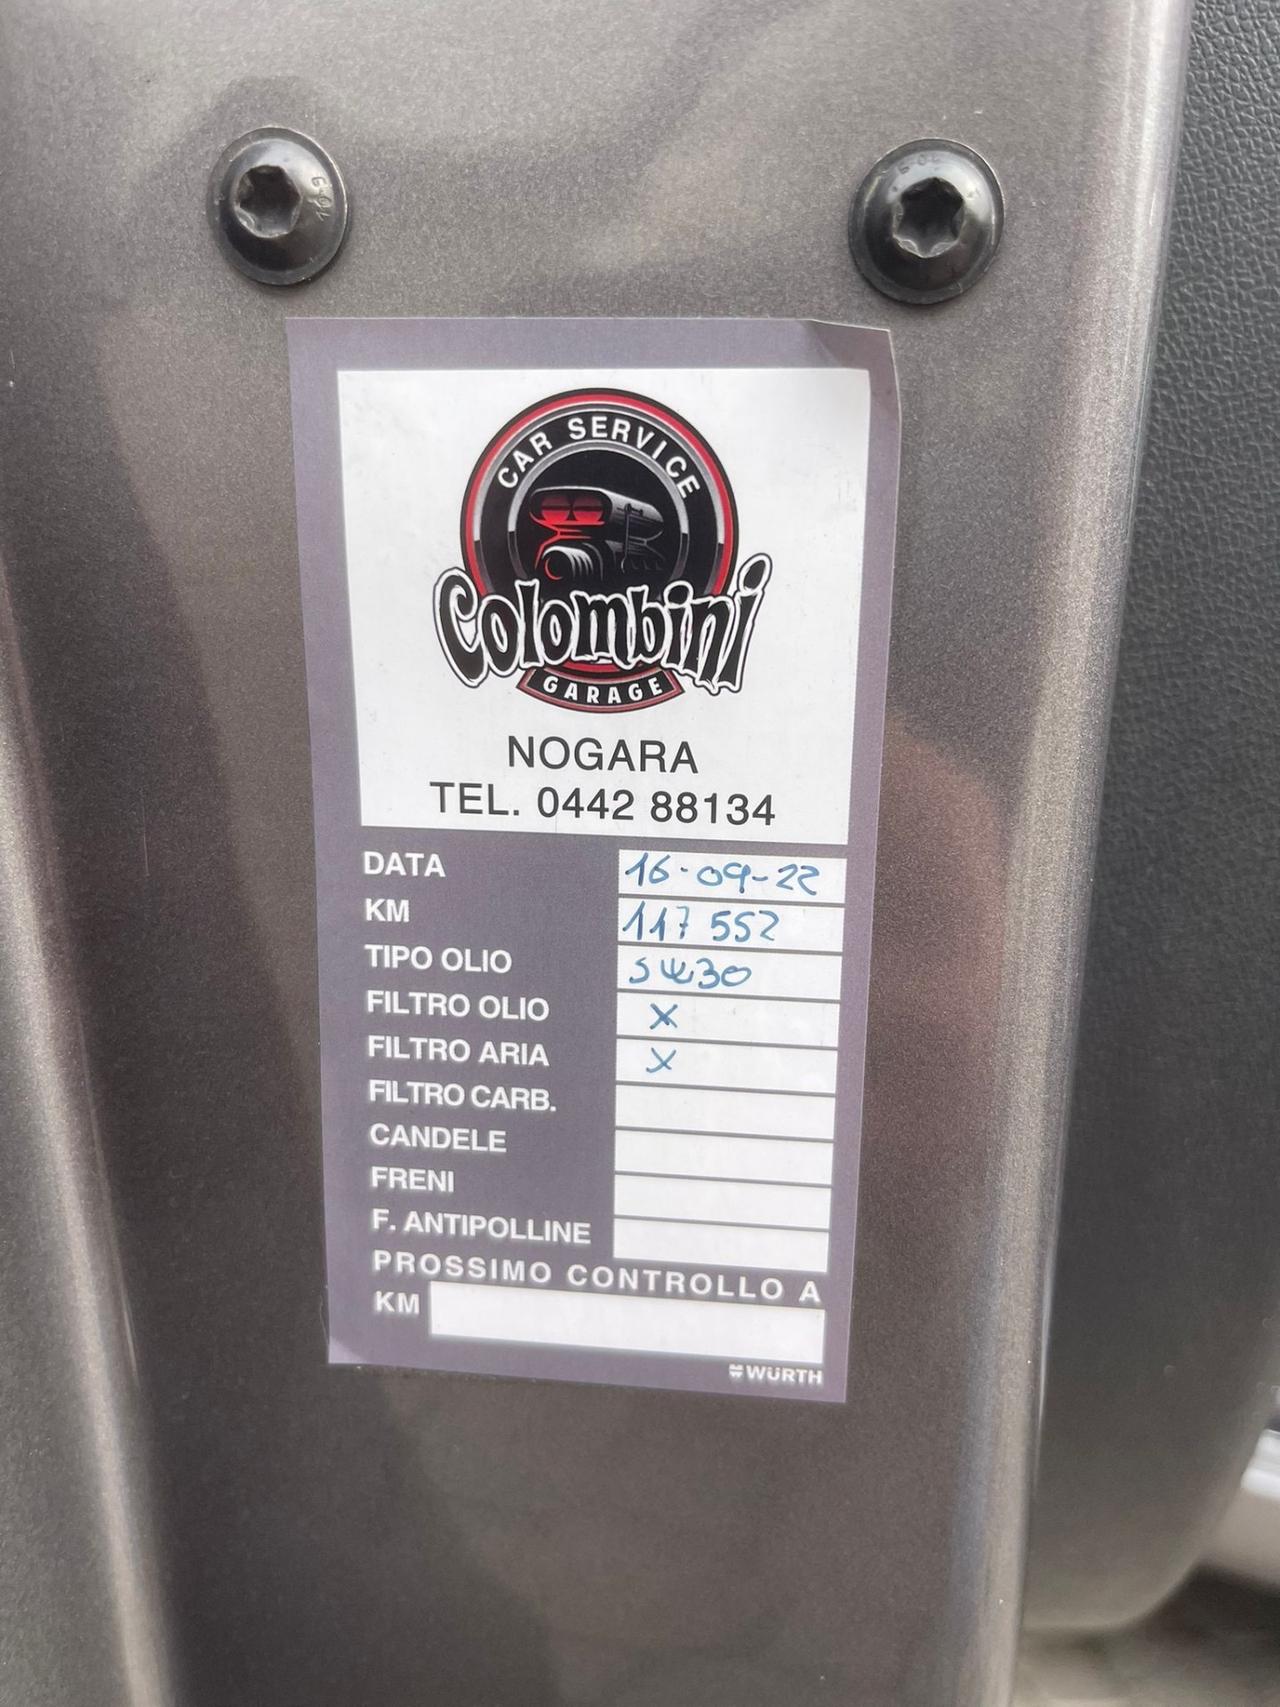 CAR SERVICE
Colombini
GARAGE
NOGARA
TEL. 0442 88134
DATA 16-09-22
KM 117 552
TIPO OLIO 5W30
FILTRO OLIO X
FILTRO ARIA X
FILTRO CARB.
CANDELE
FRENI
F. ANTIPOLLINE
PROSSIMO CONTROLLO A
KM
WÜRTH